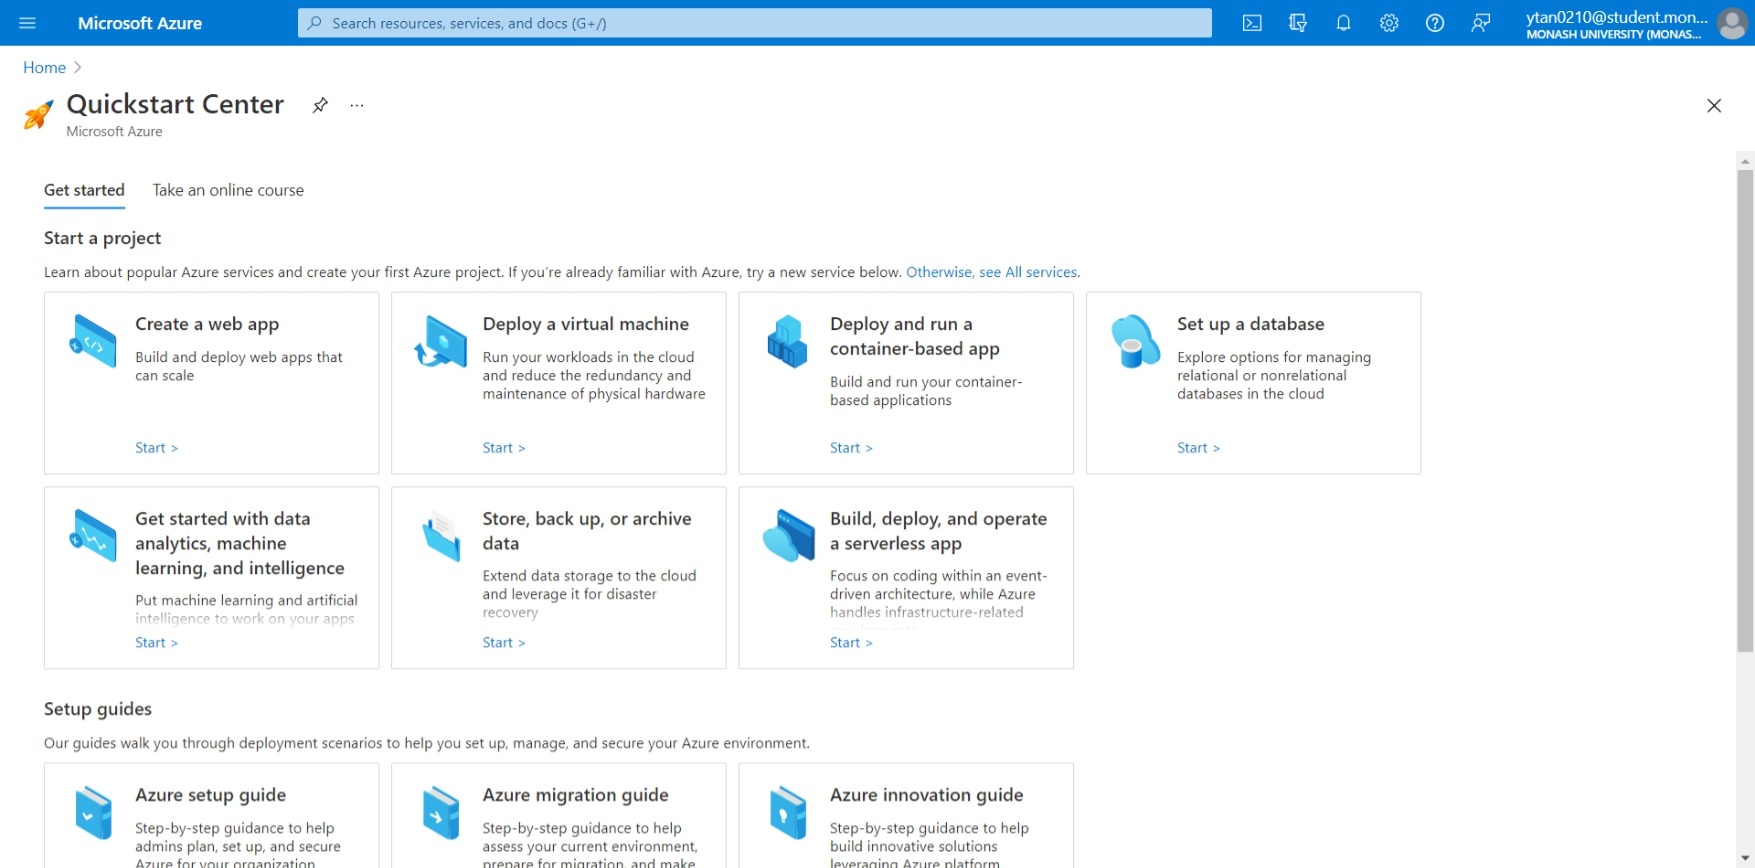 Microsoft Azure
Search resources, services, and docs (G+/)
ytan0210@student.mon...
MONASH UNIVERSITY (MONAS...
Home >
Quickstart Center
...
Microsoft Azure
Get started
Take an online course
Start a project
Learn about popular Azure services and create your first Azure project. If you're already familiar with Azure, try a new service below. Otherwise, see All services.
Create a web app
Build and deploy web apps that
can scale
Start >
Deploy a virtual machine
Run your workloads in the cloud
and reduce the redundancy and
maintenance of physical hardware
Start >
Deploy and run a
container-based app
Build and run your container-
based applications
Start >
Set up a database
Explore options for managing
relational or nonrelational
databases in the cloud
Start >
Get started with data
analytics, machine
learning, and intelligence
Put machine learning and artificial
intelligence to work on your apps
Start >
Store, back up, or archive
data
Extend data storage to the cloud
and leverage it for disaster
recovery
Start >
Build, deploy, and operate
a serverless app
Focus on coding within an event-
driven architecture, while Azure
handles infrastructure-related
Start >
Setup guides
Our guides walk you through deployment scenarios to help you set up, manage, and secure your Azure environment.
Azure setup guide
Step-by-step guidance to help
admins plan, set up, and secure
Azure for your organization
Azure migration guide
Step-by-step guidance to help
assess your current environment,
prepare for migration, and make
Azure innovation guide
Step-by-step guidance to help
build innovative solutions
leveraging Azure platform